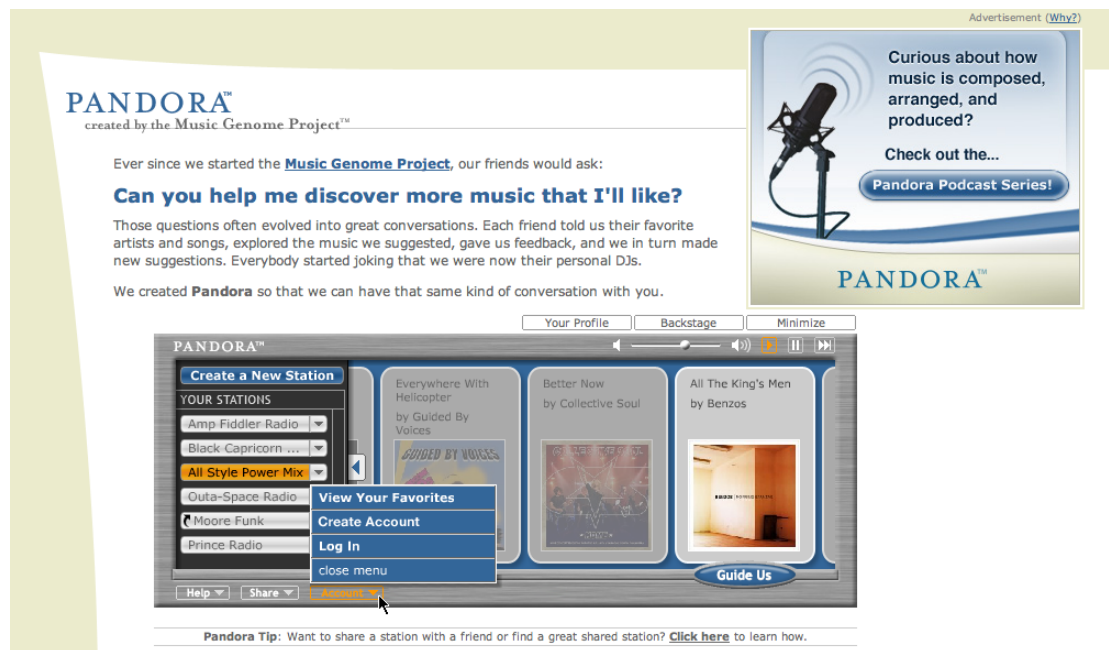 Advertisement (Why?)
Curious about how
music is composed,
arranged, and
produced?
Check out the...
Pandora Podcast Series!
PANDORA™
PANDORA™
created by the Music Genome Project™
Ever since we started the Music Genome Project, our friends would ask:
Can you help me discover more music that I'll like?
Those questions often evolved into great conversations. Each friend told us their favorite
artists and songs, explored the music we suggested, gave us feedback, and we in turn made
new suggestions. Everybody started joking that we were now their personal DJs.
We created Pandora so that we can have that same kind of conversation with you.
Your Profile
Backstage
Minimize
PANDORA™
Create a New Station
YOUR STATIONS
Amp Fiddler Radio
Black Capricorn ...
All Style Power Mix
Outa-Space Radio
Moore Funk
Prince Radio
Everywhere With
Helicopter
by Guided By
Voices
GUIDED BY VOICES
Better Now
by Collective Soul
All The King's Men
by Benzos
View Your Favorites
Create Account
Log In
close menu
Guide Us
Help
Share
Account
Pandora Tip: Want to share a station with a friend or find a great shared station? Click here to learn how.